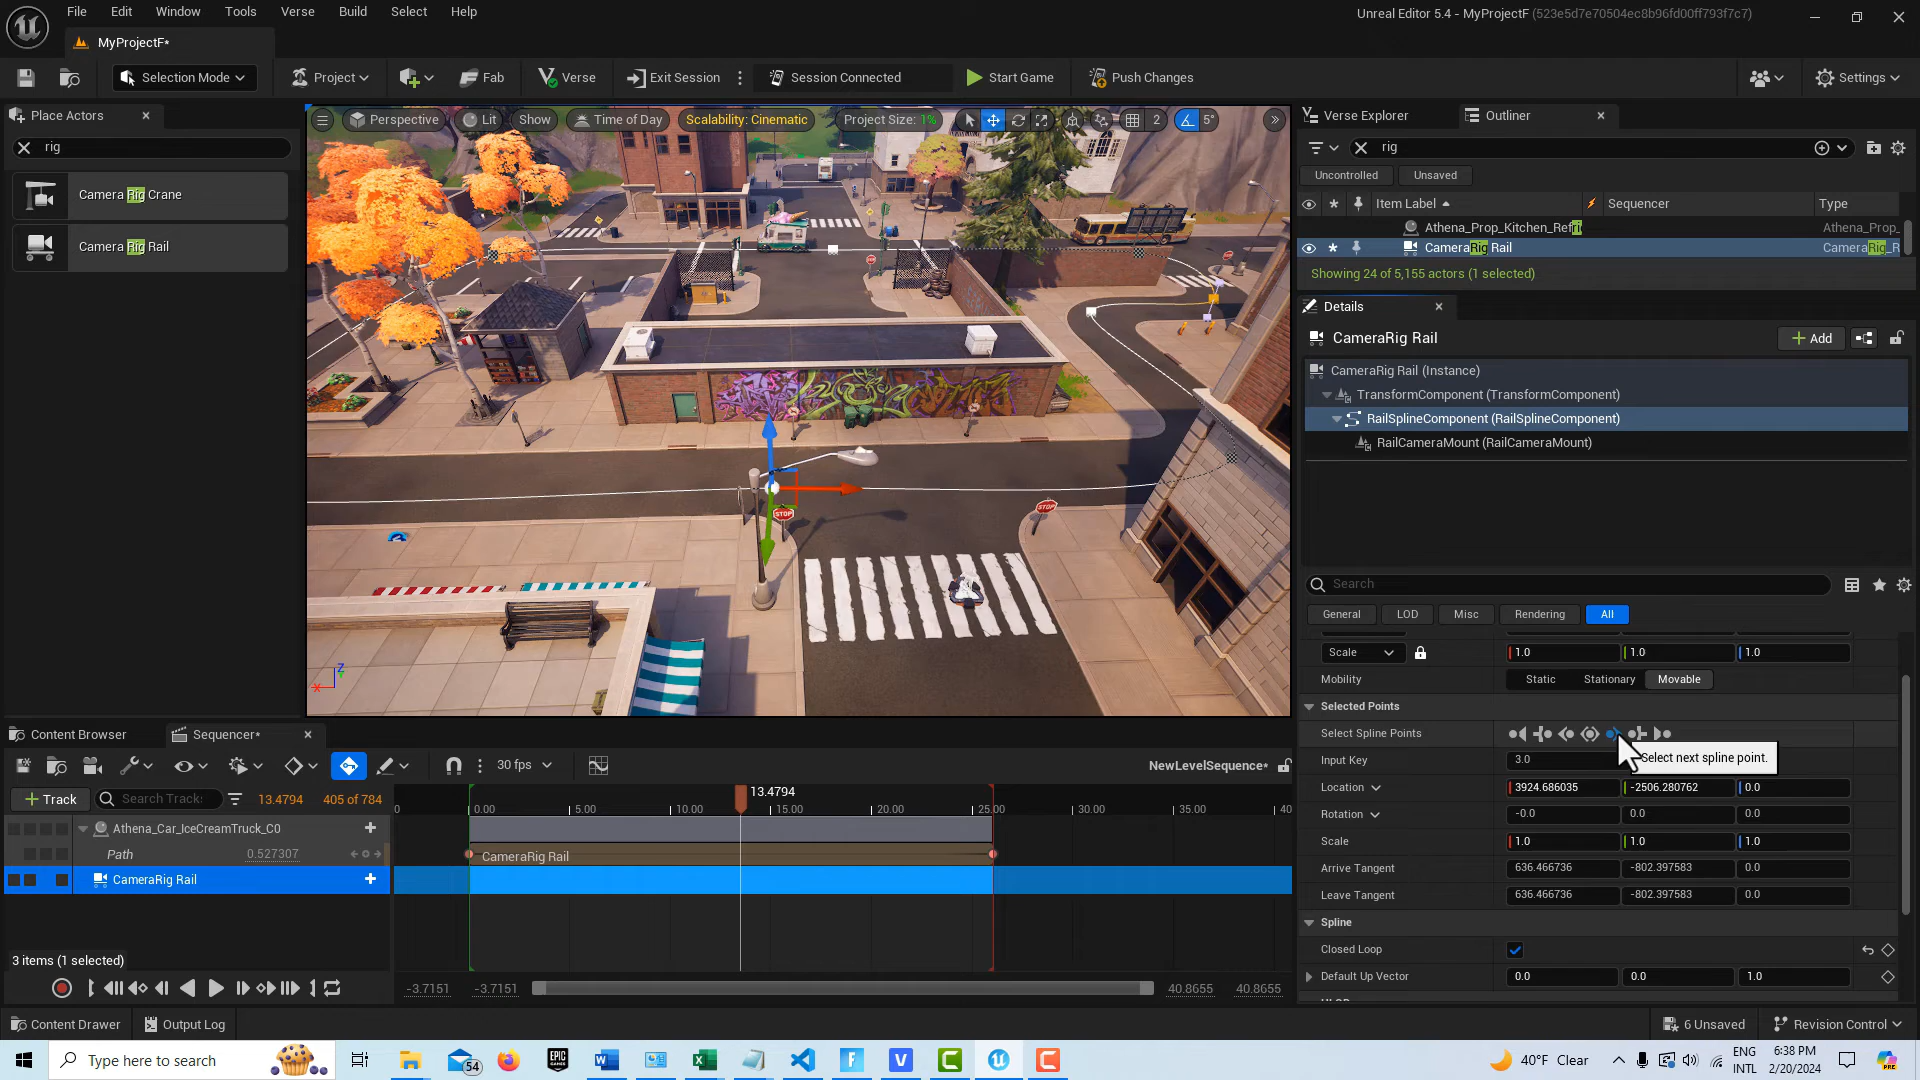 File Edit Window Tools Verse Build Select Help
Unreal Editor 5.4 - MyProjectF (523e5d7e70504ec8b96fd00ff793f7c7)
MyProjectF*
Selection Mode Project Fab Verse Exit Session Session Connected Start Game Push Changes Settings
Place Actors
rig
Camera Rig Crane
Camera Rig Rail
Perspective Lit Show Time of Day Scalability: Cinematic Project Size: 1% 2 5°
STOP
STOP
Z
X
Verse Explorer Outliner
rig
Uncontrolled Unsaved
Item Label Sequencer Type
Athena_Prop_Kitchen_Refri Athena_Prop_
CameraRig Rail CameraRig_R
Showing 24 of 5,155 actors (1 selected)
Details
CameraRig Rail Add
CameraRig Rail (Instance)
TransformComponent (TransformComponent)
RailSplineComponent (RailSplineComponent)
RailCameraMount (RailCameraMount)
Search
General LOD Misc Rendering All
Scale 1.0 1.0 1.0
Mobility Static Stationary Movable
Selected Points
Select Spline Points
Select next spline point.
Input Key 3.0
Location 3924.686035 -2506.280762 0.0
Rotation -0.0 0.0 0.0
Scale 1.0 1.0 1.0
Arrive Tangent 636.466736 -802.397583 0.0
Leave Tangent 636.466736 -802.397583 0.0
Spline
Closed Loop
Default Up Vector 0.0 0.0 1.0
Content Browser Sequencer*
30 fps NewLevelSequence*
Track Search Track 13.4794 405 of 784
13.4794
0 0.00 5.00 10.00 15.00 20.00 25.00 30.00 35.00 40
Athena_Car_IceCreamTruck_C0
Path 0.527307 CameraRig Rail
CameraRig Rail
3 items (1 selected)
-3.7151 -3.7151 40.8655 40.8655
Content Drawer Output Log 6 Unsaved Revision Control
Type here to search 54 40°F Clear ENG INTL 6:38 PM 2/20/2024